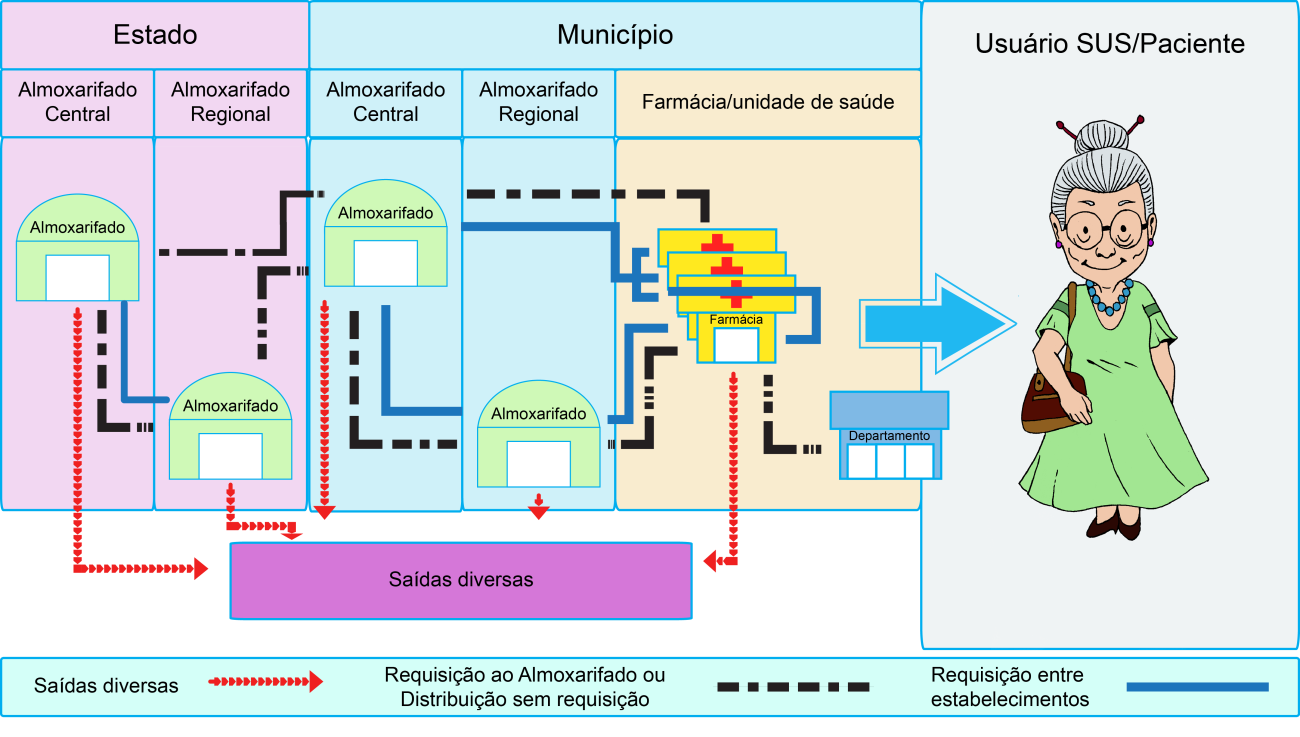 Estado
Município
Usuário SUS/Paciente
Almoxarifado
Central
Almoxarifado
Regional
Almoxarifado
Central
Almoxarifado
Regional
Farmácia/unidade de saúde
Almoxarifado
Almoxarifado
Almoxarifado
Almoxarifado
Farmácia
Departamento
Saídas diversas
Saídas diversas
Requisição ao Almoxarifado ou
Distribuição sem requisição
Requisição entre
estabelecimentos